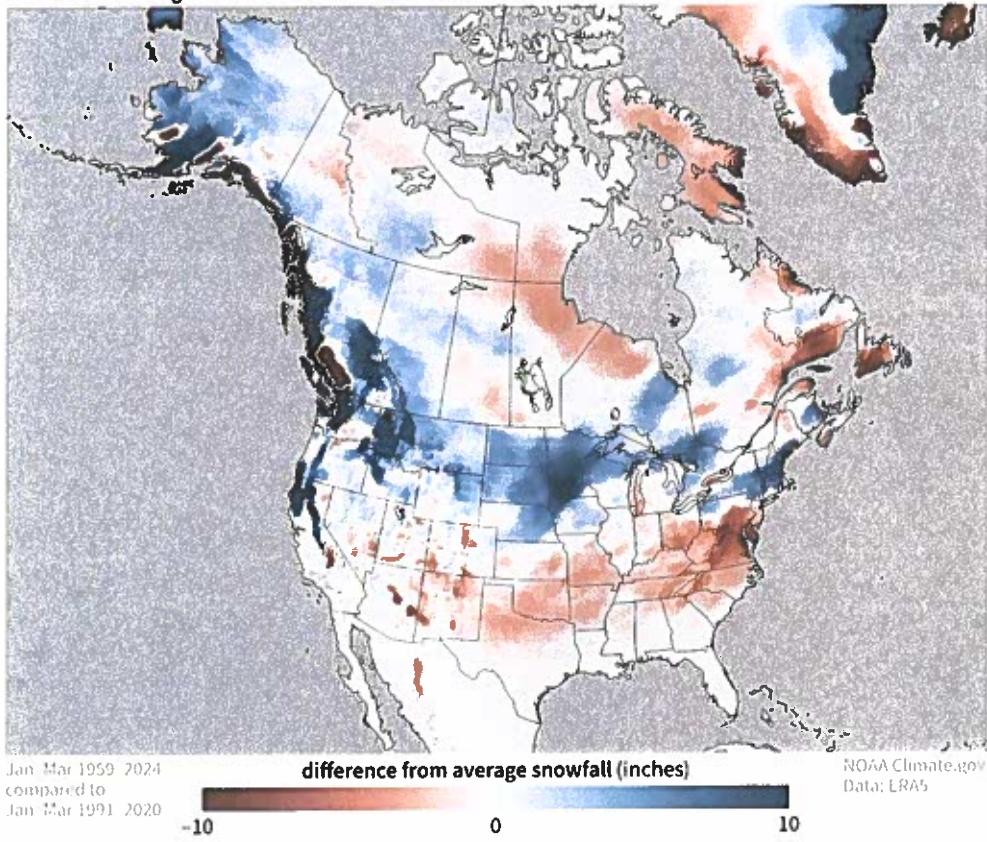 difference from average snowfall (inches)
-10
0
10
Jan-Mar 1959-2024
compared to
Jan-Mar 1991-2020
NOAA Climate.gov
Data: ERA5